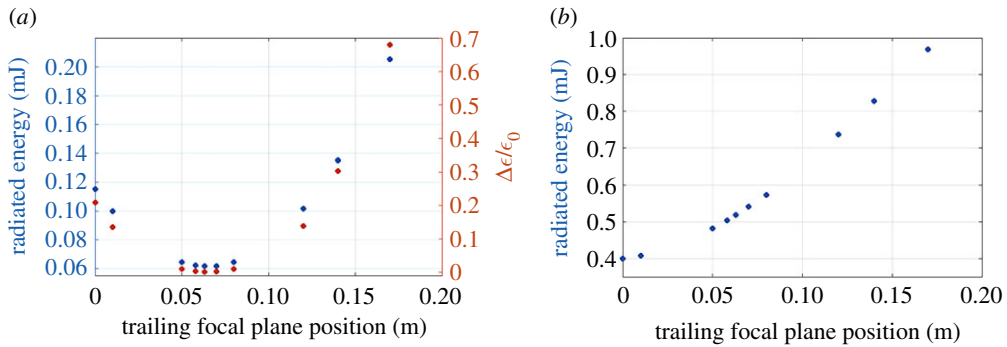 (a)
radiated energy (mJ)
0.20
0.18
0.16
0.14
0.12
0.10
0.08
0.06
0.7
0.6
0.5
0.4
0.3
0.2
0.1
0
Δϵ/ϵ0
0 0.05 0.10 0.15 0.20
trailing focal plane position (m)
(b)
radiated energy (mJ)
1.0
0.9
0.8
0.7
0.6
0.5
0.4
0 0.05 0.10 0.15 0.20
trailing focal plane position (m)